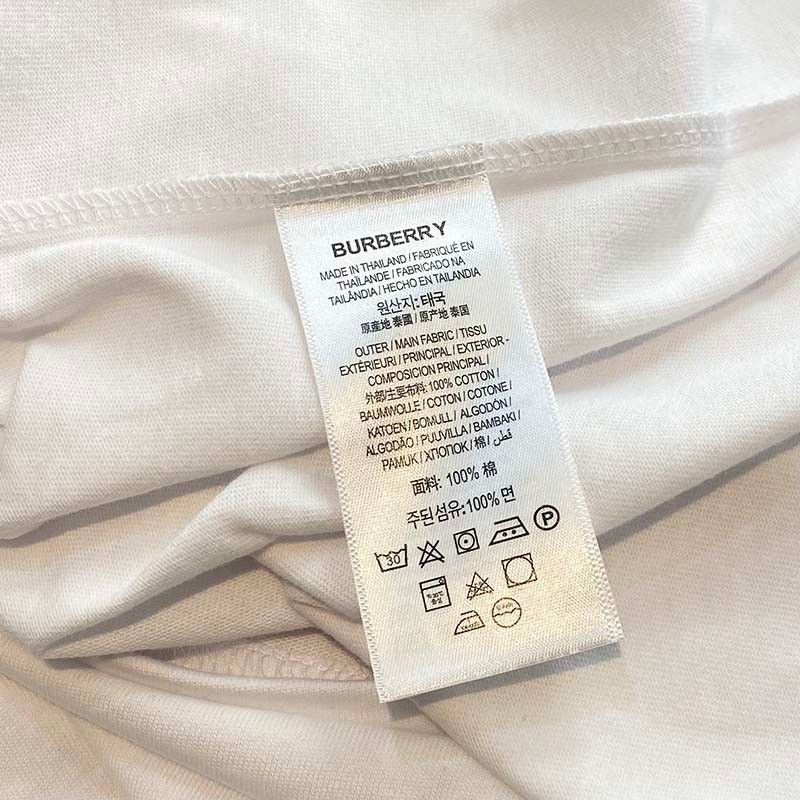 BURBERRY
MADE IN THAILAND / FABRIQUÉ EN
THAÏLANDE / FABRICADO NA
TAILÂNDIA / HECHO EN TAILANDIA
원산지: 태국
原産地 泰國 / 原产地 泰国
OUTER / MAIN FABRIC / TISSU
EXTÉRIEURI / PRINCIPAL / EXTERIOR -
COMPOSICION PRINCIPAL /
外部/主要布料: 100% COTTON /
BAUMWOLLE / COTON / COTONE /
KATOEN / BOMULL / ALGODÓN /
ALGODÃO / PUUVILLA / BAMBAKI /
PAMUK / ХЛОПОК / 棉 / قطن
面料: 100% 棉
주된섬유:100% 면
30
P